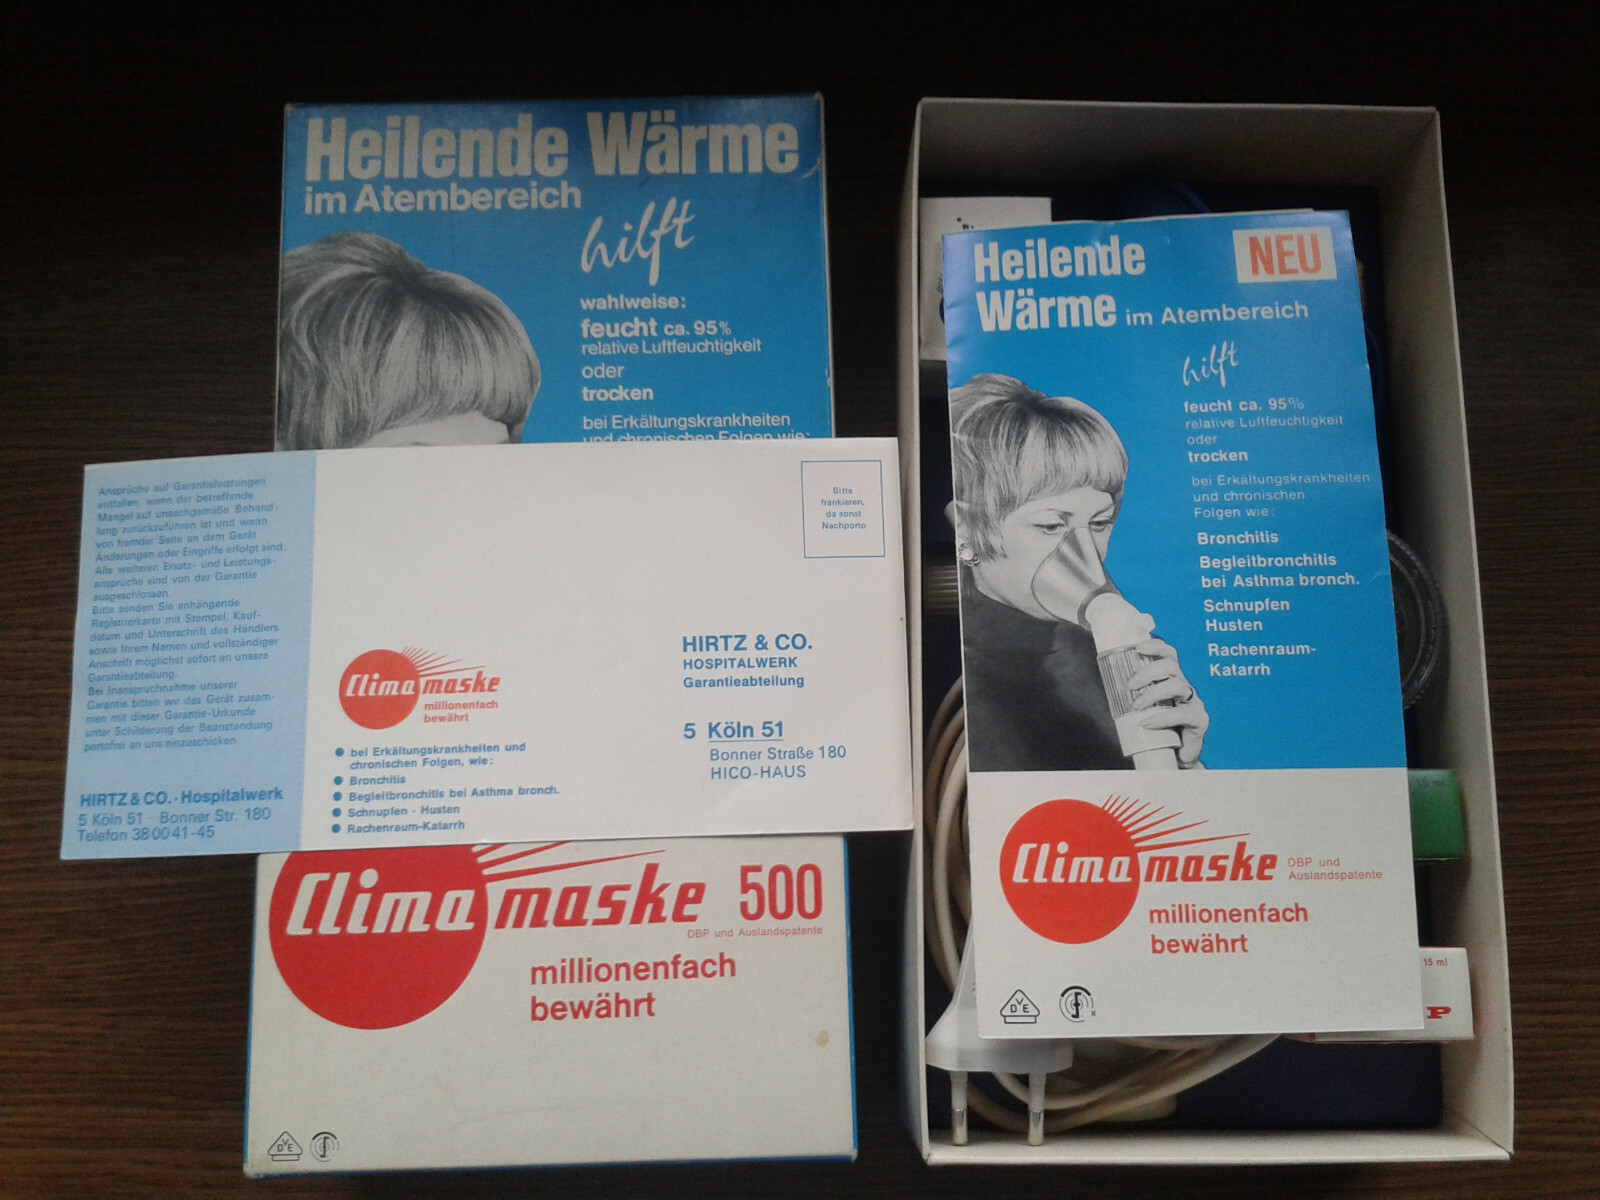 Heilende Wärme
im Atembereich
hilft
wahlweise:
feucht ca. 95%
relative Luftfeuchtigkeit
oder
trocken
bei Erkältungskrankheiten
und chronischen Folgen wie:
Ansprüche auf Garantieleistungen
entfallen, wenn der betreffende
Mangel auf unsachgemäße Behand-
lung zurückzuführen ist und wenn
von fremder Seite an dem Gerät
Änderungen oder Eingriffe erfolgt sind.
Alle weiteren Ersatz- und Leistungs-
ansprüche sind von der Garantie
ausgeschlossen.
Bitte senden Sie anhängende
Registrierkarte mit Stempel, Kauf-
datum und Unterschrift des Händlers
sowie Ihrem Namen und vollständiger
Anschrift möglichst sofort an unsere
Garantieabteilung.
Bei Inanspruchnahme unserer
Garantie bitten wir das Gerät zusam-
men mit dieser Garantie-Urkunde
unter Schilderung der Beanstandung
portofrei an uns einzuschicken.
HIRTZ & CO. · Hospitalwerk
5 Köln 51 · Bonner Str. 180
Telefon 38 00 41-45
Clima maske
millionenfach
bewährt
bei Erkältungskrankheiten und
chronischen Folgen, wie:
Bronchitis
Begleitbronchitis bei Asthma bronch.
Schnupfen - Husten
Rachenraum-Katarrh
Bitte
frankieren,
da sonst
Nachporto
HIRTZ & CO.
HOSPITALWERK
Garantieabteilung
5 Köln 51
Bonner Straße 180
HICO-HAUS
Clima maske 500
DBP und Auslandspatente
millionenfach
bewährt
DVE
Heilende
Wärme im Atembereich
NEU
hilft
feucht ca. 95%
relative Luftfeuchtigkeit
oder
trocken
bei Erkältungskrankheiten
und chronischen
Folgen wie:
Bronchitis
Begleitbronchitis
bei Asthma bronch.
Schnupfen
Husten
Rachenraum-
Katarrh
Clima maske
DBP und
Auslandspatente
millionenfach
bewährt
DVE
N
15 ml
15 ml
P